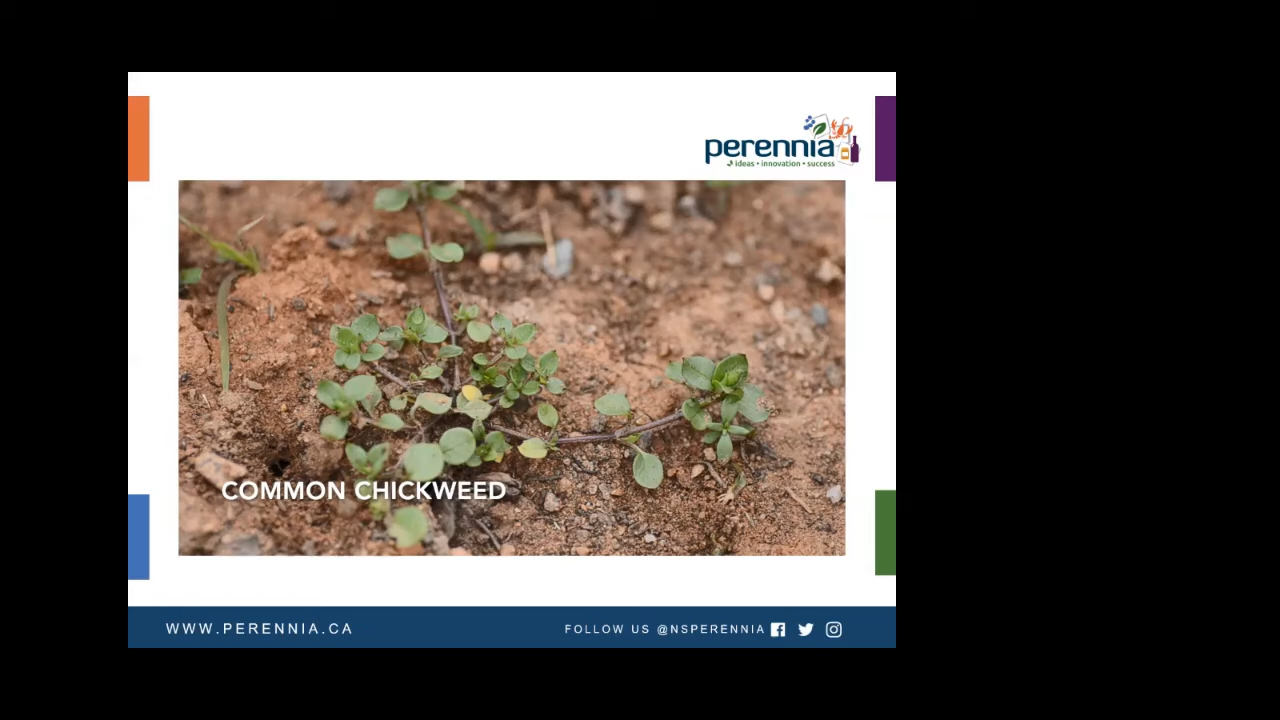 perennia
ideas • innovation • success
COMMON CHICKWEED
WWW.PERENNIA.CA
FOLLOW US @NSPERENNIA